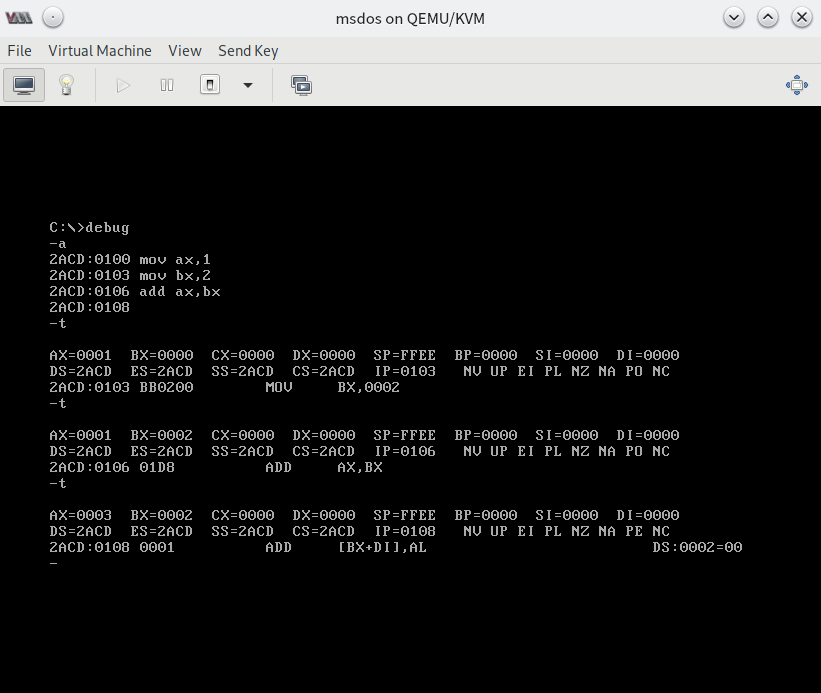 msdos on QEMU/KVM
File Virtual Machine View Send Key
C:\>debug
-a
2ACD:0100 mov ax,1
2ACD:0103 mov bx,2
2ACD:0106 add ax,bx
2ACD:0108
-t
AX=0001  BX=0000  CX=0000  DX=0000  SP=FFEE  BP=0000  SI=0000  DI=0000
DS=2ACD  ES=2ACD  SS=2ACD  CS=2ACD  IP=0103   NV UP EI PL NZ NA PO NC
2ACD:0103 BB0200        MOV     BX,0002
-t
AX=0001  BX=0002  CX=0000  DX=0000  SP=FFEE  BP=0000  SI=0000  DI=0000
DS=2ACD  ES=2ACD  SS=2ACD  CS=2ACD  IP=0106   NV UP EI PL NZ NA PO NC
2ACD:0106 01D8          ADD     AX,BX
-t
AX=0003  BX=0002  CX=0000  DX=0000  SP=FFEE  BP=0000  SI=0000  DI=0000
DS=2ACD  ES=2ACD  SS=2ACD  CS=2ACD  IP=0108   NV UP EI PL NZ NA PE NC
2ACD:0108 0001          ADD     [BX+DI],AL                         DS:0002=00
-